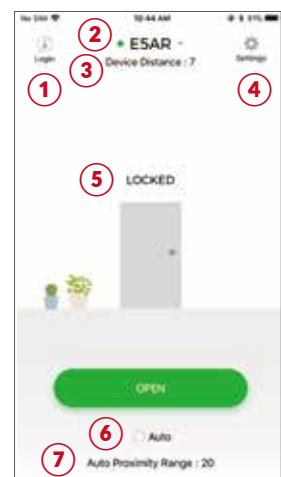 No SIM 10:44 AM
2 E5AR
Login 3 Device Distance : 7 Settings
1 4
5 LOCKED
OPEN
6 Auto
7 Auto Proximity Range : 20